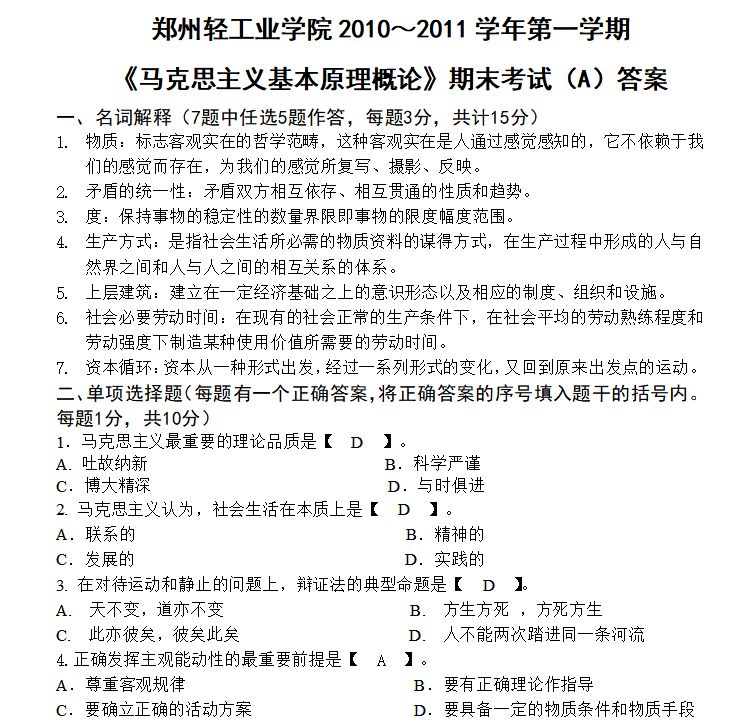 郑州轻工业学院2010～2011学年第一学期
《马克思主义基本原理概论》期末考试（A）答案
一、名词解释（7题中任选5题作答，每题3分，共计15分）
1. 物质：标志客观实在的哲学范畴，这种客观实在是人通过感觉感知的，它不依赖于我
们的感觉而存在，为我们的感觉所复写、摄影、反映。
2. 矛盾的统一性：矛盾双方相互依存、相互贯通的性质和趋势。
3. 度：保持事物的稳定性的数量界限即事物的限度幅度范围。
4. 生产方式：是指社会生活所必需的物质资料的谋得方式，在生产过程中形成的人与自
然界之间和人与人之间的相互关系的体系。
5. 上层建筑：建立在一定经济基础之上的意识形态以及相应的制度、组织和设施。
6. 社会必要劳动时间：在现有的社会正常的生产条件下，在社会平均的劳动熟练程度和
劳动强度下制造某种使用价值所需要的劳动时间。
7. 资本循环：资本从一种形式出发，经过一系列形式的变化，又回到原来出发点的运动。
二、单项选择题（每题有一个正确答案，将正确答案的序号填入题干的括号内。
每题1分，共10分）
1．马克思主义最重要的理论品质是【 D 】。
A. 吐故纳新 B．科学严谨
C．博大精深 D．与时俱进
2. 马克思主义认为，社会生活在本质上是【 D 】。
A．联系的 B．精神的
C．发展的 D．实践的
3. 在对待运动和静止的问题上，辩证法的典型命题是【 D 】。
A. 天不变，道亦不变 B. 方生方死 ，方死方生
C. 此亦彼矣，彼矣此矣 D. 人不能两次踏进同一条河流
4. 正确发挥主观能动性的最重要前提是【 A 】。
A．尊重客观规律 B．要有正确理论作指导
C．要确立正确的活动方案 D．要具备一定的物质条件和物质手段